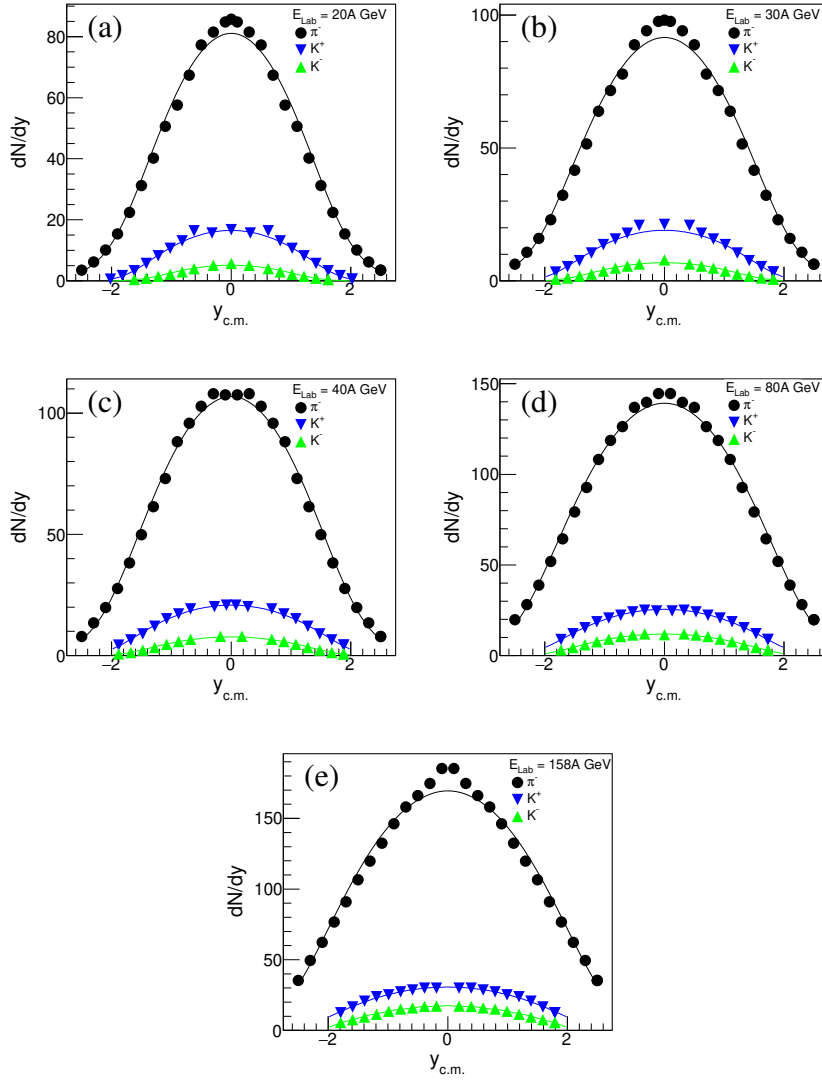 (a)
E_Lab = 20A GeV
π⁻
K⁺
K⁻
dN/dy
80
60
40
20
0
−2 0 2
y_c.m.
(b)
E_Lab = 30A GeV
π⁻
K⁺
K⁻
dN/dy
100
50
0
−2 0 2
y_c.m.
(c)
E_Lab = 40A GeV
π⁻
K⁺
K⁻
dN/dy
100
50
0
−2 0 2
y_c.m.
(d)
E_Lab = 80A GeV
π⁻
K⁺
K⁻
dN/dy
150
100
50
0
−2 0 2
y_c.m.
(e)
E_Lab = 158A GeV
π⁻
K⁺
K⁻
dN/dy
150
100
50
0
−2 0 2
y_c.m.